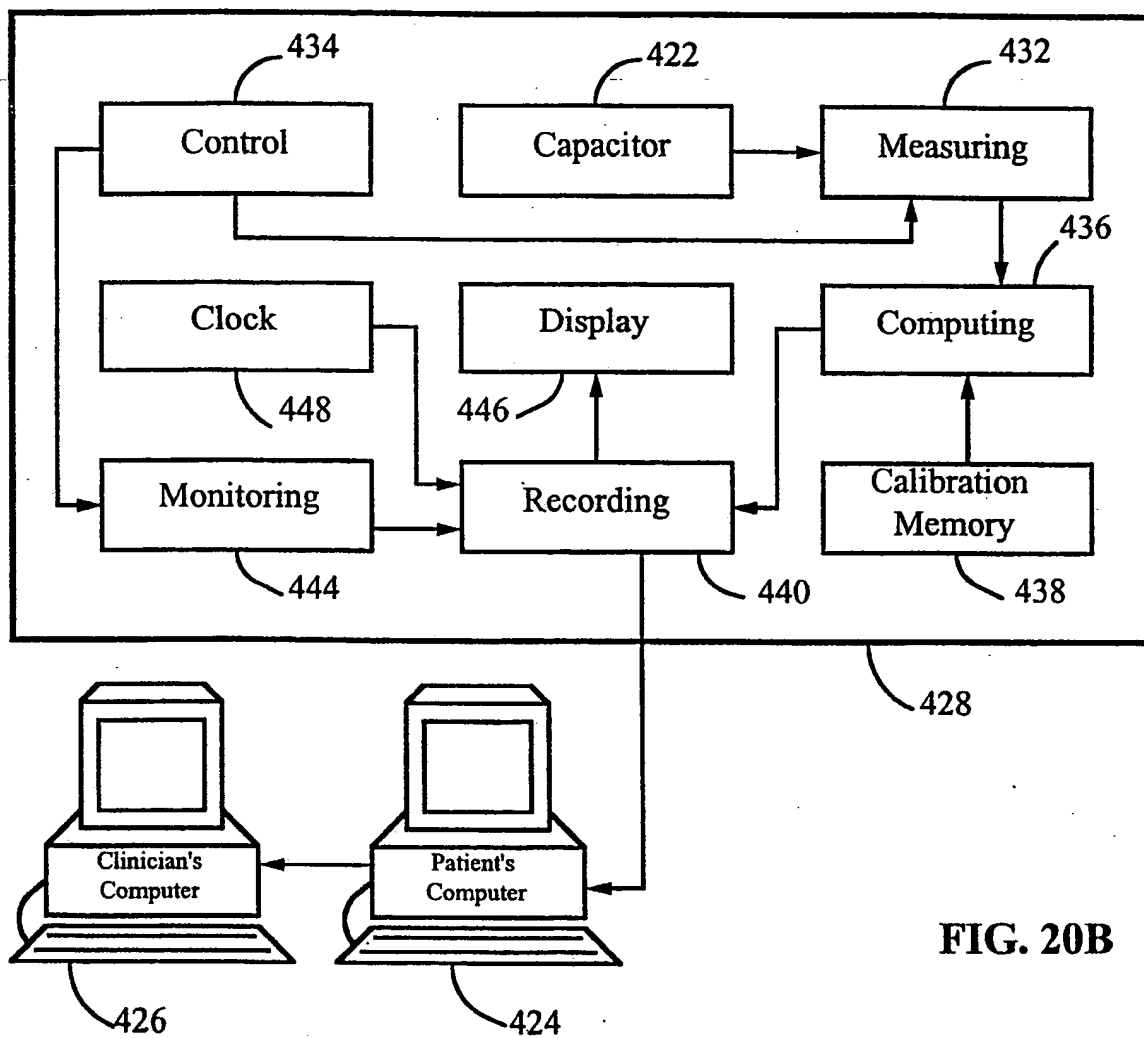 434
422
432
Control
Capacitor
Measuring
436
Clock
Display
Computing
448
446
Monitoring
Recording
Calibration
Memory
444
440
438
428
Clinician's
Computer
Patient's
Computer
FIG. 20B
426
424